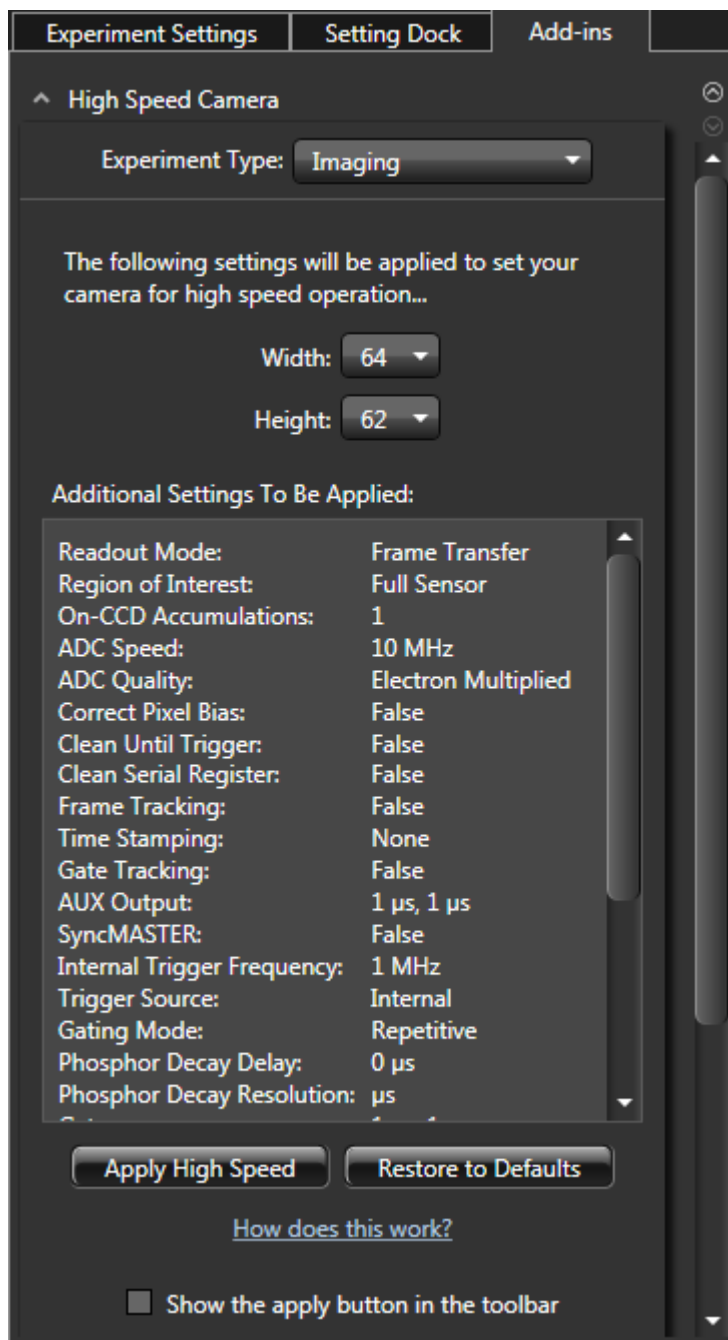 Experiment Settings Setting Dock Add-ins
High Speed Camera
Experiment Type: Imaging
The following settings will be applied to set your
camera for high speed operation...
Width: 64
Height: 62
Additional Settings To Be Applied:
Readout Mode: Frame Transfer
Region of Interest: Full Sensor
On-CCD Accumulations: 1
ADC Speed: 10 MHz
ADC Quality: Electron Multiplied
Correct Pixel Bias: False
Clean Until Trigger: False
Clean Serial Register: False
Frame Tracking: False
Time Stamping: None
Gate Tracking: False
AUX Output: 1 µs, 1 µs
SyncMASTER: False
Internal Trigger Frequency: 1 MHz
Trigger Source: Internal
Gating Mode: Repetitive
Phosphor Decay Delay: 0 µs
Phosphor Decay Resolution: µs
Apply High Speed Restore to Defaults
How does this work?
Show the apply button in the toolbar